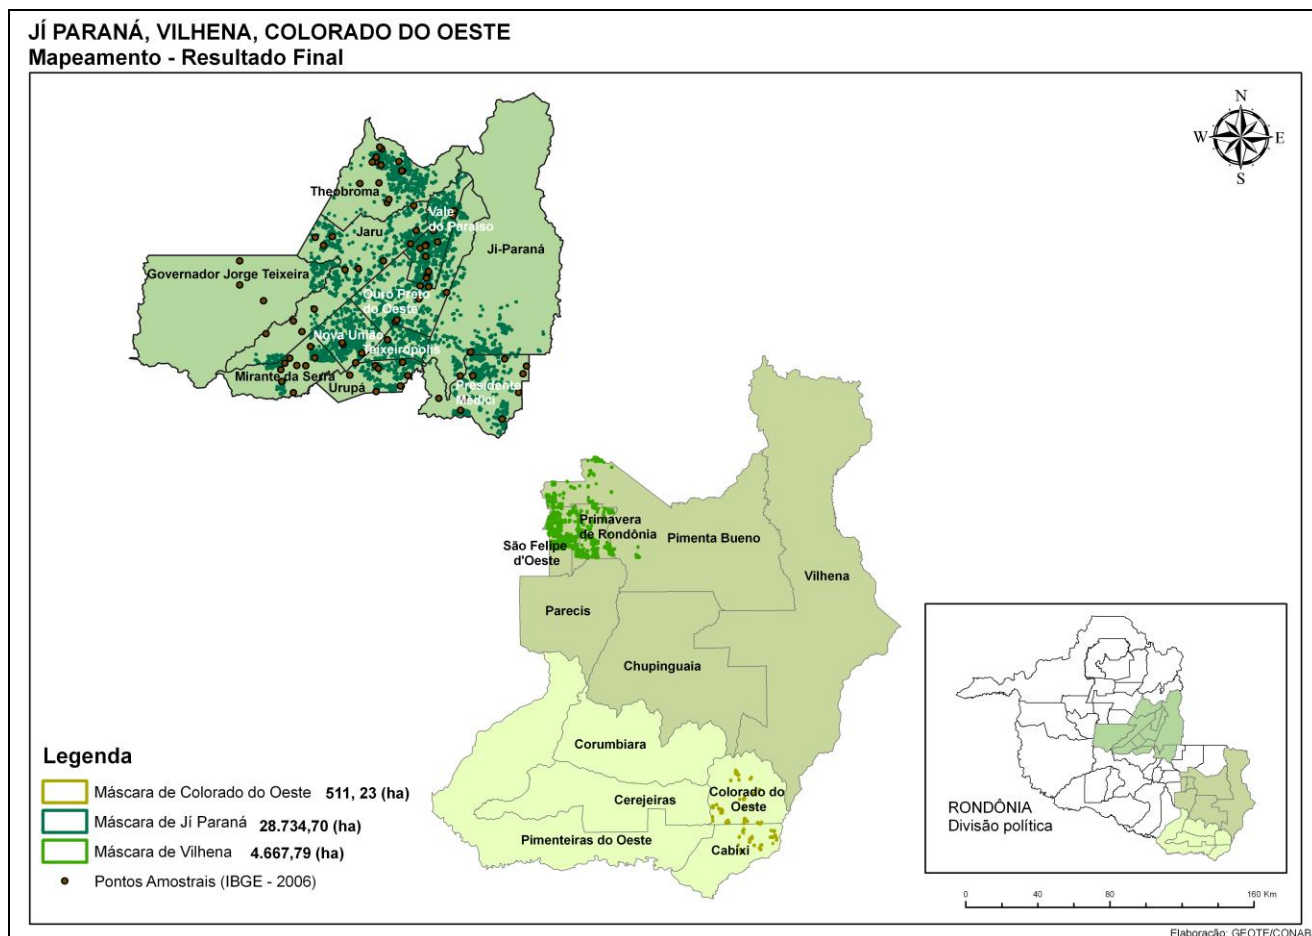 JÍ PARANÁ, VILHENA, COLORADO DO OESTE
Mapeamento - Resultado Final
N
W
E
S
Theobroma
Vale
do Paraíso
Jaru
Ji-Paraná
Governador Jorge Teixeira
Ouro Preto
do Oeste
Nova União
Teixeirópolis
Mirante da Serra
Urupá
Presidente
Médici
Primavera
de Rondônia
São Felipe
d'Oeste
Pimenta Bueno
Vilhena
Parecis
Chupinguaia
Corumbiara
Colorado do
Oeste
Cerejeiras
Pimenteiras do Oeste
Cabixi
Legenda
Máscara de Colorado do Oeste 511, 23 (ha)
Máscara de Jí Paraná 28.734,70 (ha)
Máscara de Vilhena 4.667,79 (ha)
Pontos Amostrais (IBGE - 2006)
RONDÔNIA
Divisão política
0 40 80 160 Km
Elaboração: GEOTE/CONAB